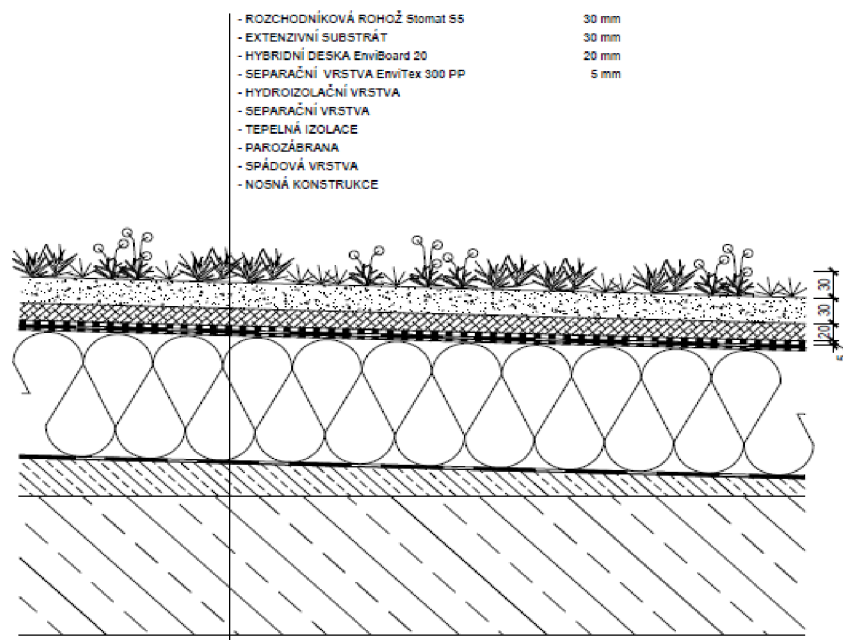 - ROZCHODNÍKOVÁ ROHOŽ Stomat S5 30 mm
- EXTENZIVNÍ SUBSTRÁT 30 mm
- HYBRIDNÍ DESKA EnviBoard 20 20 mm
- SEPARAČNÍ VRSTVA EnviTex 300 PP 5 mm
- HYDROIZOLAČNÍ VRSTVA
- SEPARAČNÍ VRSTVA
- TEPELNÁ IZOLACE
- PAROZÁBRANA
- SPÁDOVÁ VRSTVA
- NOSNÁ KONSTRUKCE
30
30
20
5